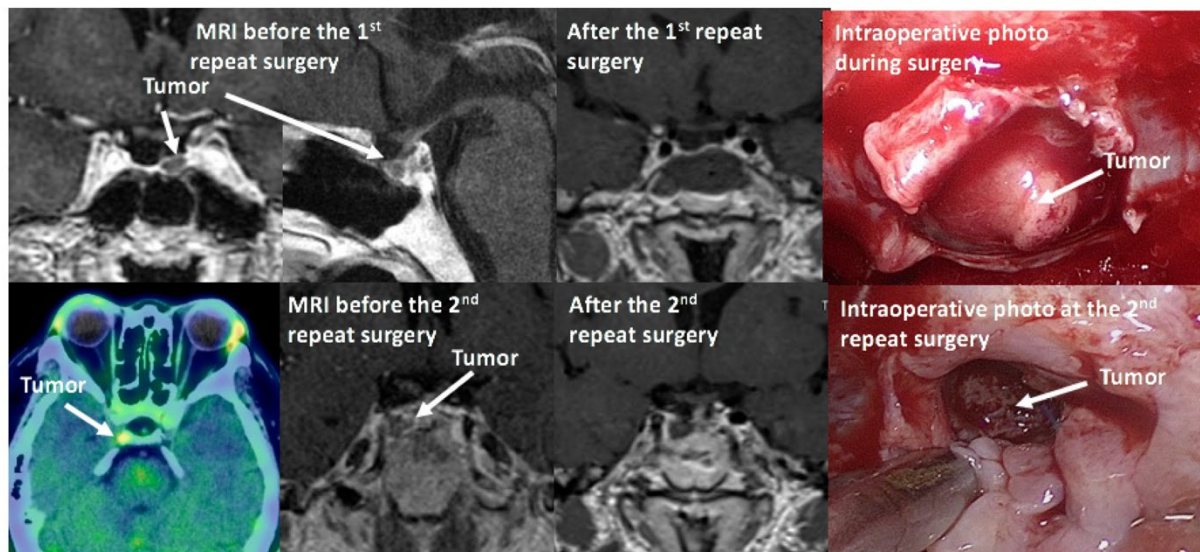 MRI before the 1st
repeat surgery
Tumor
After the 1st repeat
surgery
Intraoperative photo
during surgery
Tumor
Tumor
MRI before the 2nd
repeat surgery
Tumor
After the 2nd
repeat surgery
Intraoperative photo at the 2nd
repeat surgery
Tumor